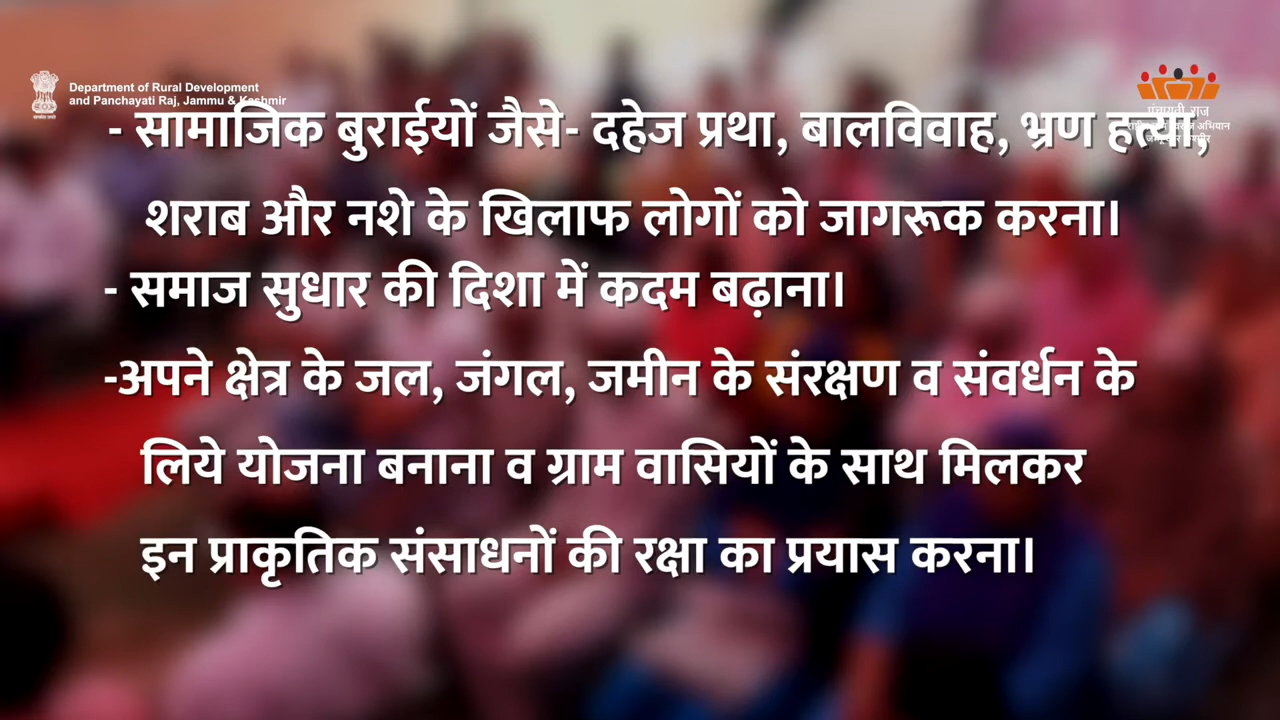 Department of Rural Development
and Panchayati Raj, Jammu & Kashmir
पंचायती राज
- सामाजिक बुराईयों जैसे- दहेज प्रथा, बालविवाह, भ्रण हत्या,
शराब और नशे के खिलाफ लोगों को जागरूक करना।
- समाज सुधार की दिशा में कदम बढ़ाना।
-अपने क्षेत्र के जल, जंगल, जमीन के संरक्षण व संवर्धन के
लिये योजना बनाना व ग्राम वासियों के साथ मिलकर
इन प्राकृतिक संसाधनों की रक्षा का प्रयास करना।